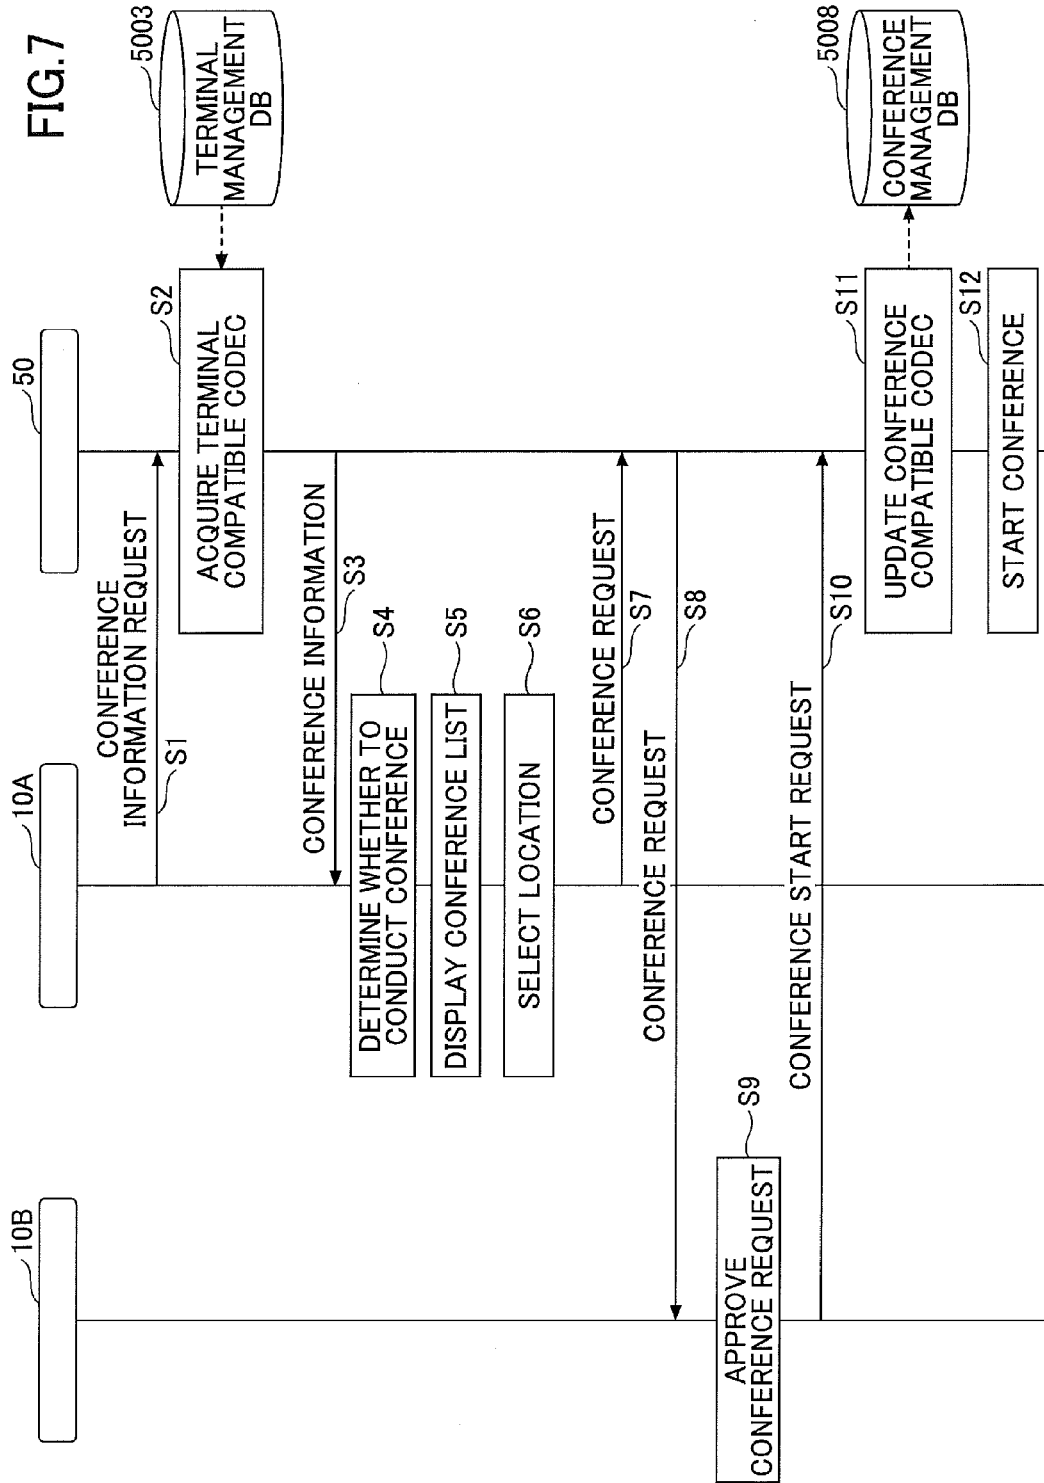 FIG.7
10B
10A
50
5003
TERMINAL
MANAGEMENT
DB
CONFERENCE
INFORMATION REQUEST
S1
S2
ACQUIRE TERMINAL
COMPATIBLE CODEC
CONFERENCE INFORMATION
S3
S4
DETERMINE WHETHER TO
CONDUCT CONFERENCE
S5
DISPLAY CONFERENCE LIST
S6
SELECT LOCATION
CONFERENCE REQUEST
S7
CONFERENCE REQUEST
S8
S9
APPROVE
CONFERENCE REQUEST
CONFERENCE START REQUEST
S10
S11
UPDATE CONFERENCE
COMPATIBLE CODEC
5008
CONFERENCE
MANAGEMENT
DB
S12
START CONFERENCE